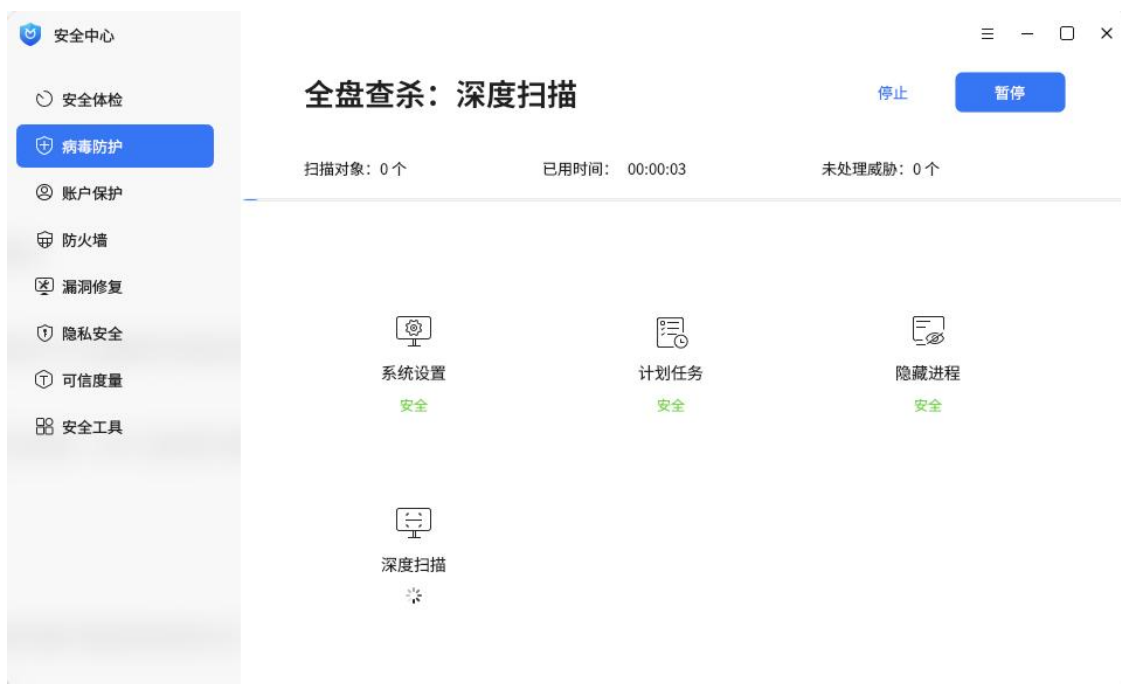 安全中心
安全体检
病毒防护
账户保护
防火墙
漏洞修复
隐私安全
可信度量
安全工具
全盘查杀：深度扫描
停止
暂停
扫描对象：0个
已用时间： 00:00:03
未处理威胁：0个
系统设置
安全
计划任务
安全
隐藏进程
安全
深度扫描